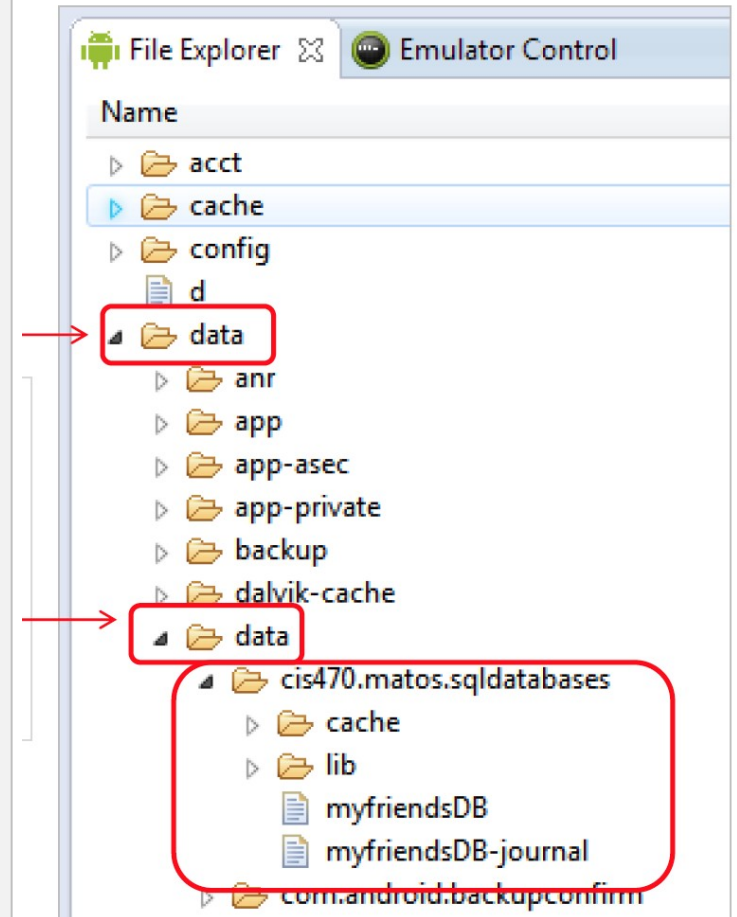 File Explorer Emulator Control
Name
acct
cache
config
d
data
anr
app
app-asec
app-private
backup
dalvik-cache
data
cis470.matos.sqldatabases
cache
lib
myfriendsDB
myfriendsDB-journal
com.android.backupconfirm